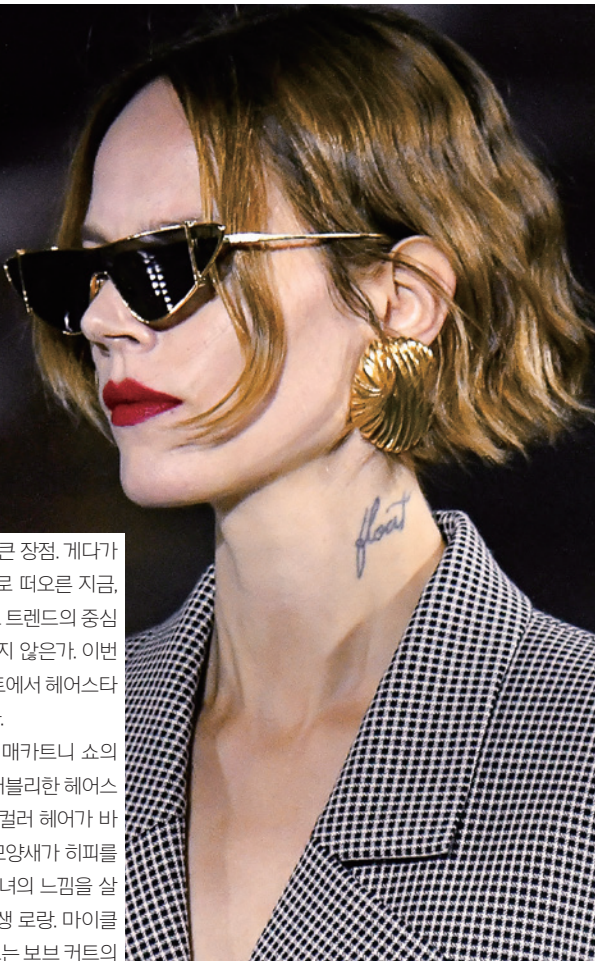 float
큰 장점. 게다가
로 떠오른 지금,
트렌드의 중심
지 않은가. 이번
트에서 헤어스타
매카트니 쇼의
러블리한 헤어스
컬러 헤어가 바
모양새가 히피를
녀의 느낌을 살
생 로랑. 마이클
는 보브 커트의